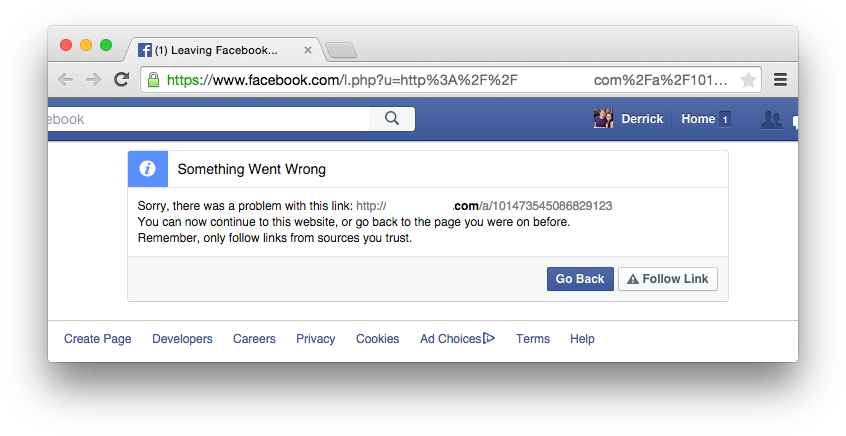 (1) Leaving Facebook...
https://www.facebook.com/l.php?u=http%3A%2F%2F com%2Fa%2F101...
ebook
Derrick
Home 1
Something Went Wrong
Sorry, there was a problem with this link: http:// .com/a/101473545086829123
You can now continue to this website, or go back to the page you were on before.
Remember, only follow links from sources you trust.
Go Back
Follow Link
Create Page Developers Careers Privacy Cookies Ad Choices Terms Help